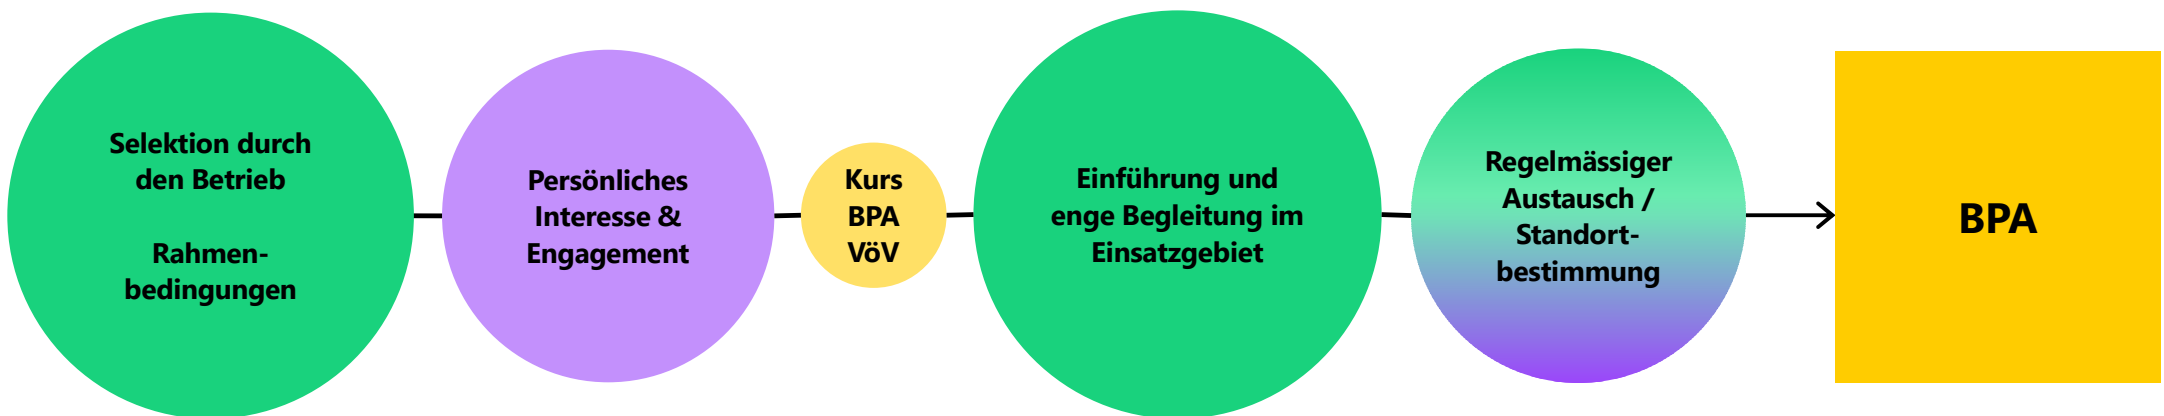 Selektion durch
den Betrieb
Rahmen-
bedingungen
Persönliches
Interesse &
Engagement
Kurs
BPA
VöV
Einführung und
enge Begleitung im
Einsatzgebiet
Regelmässiger
Austausch /
Standort-
bestimmung
BPA